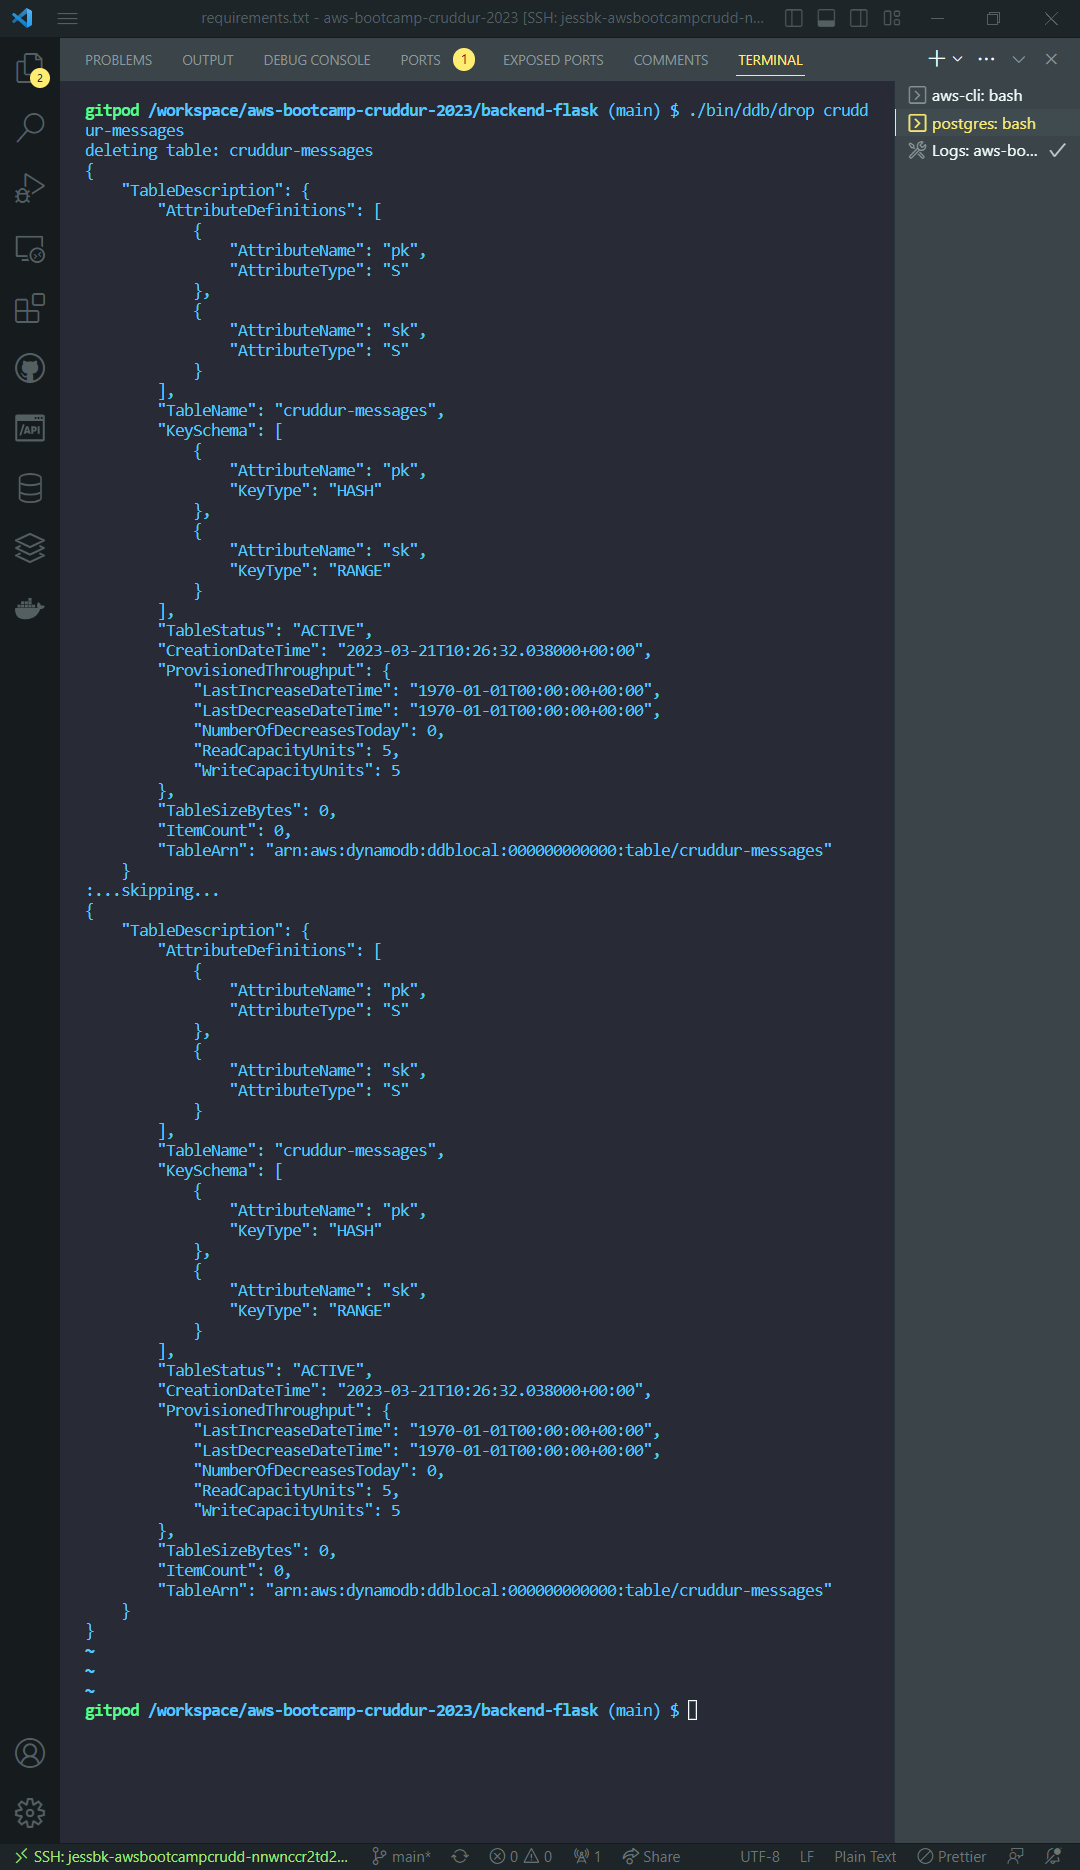 requirements.txt - aws-bootcamp-cruddur-2023 [SSH: jessbk-awsbootcampcrudd-n...
2
PROBLEMS OUTPUT DEBUG CONSOLE PORTS 1 EXPOSED PORTS COMMENTS TERMINAL
aws-cli: bash
postgres: bash
Logs: aws-bo...
/API
gitpod /workspace/aws-bootcamp-cruddur-2023/backend-flask (main) $ ./bin/ddb/drop crudd
ur-messages
deleting table: cruddur-messages
{
    "TableDescription": {
        "AttributeDefinitions": [
            {
                "AttributeName": "pk",
                "AttributeType": "S"
            },
            {
                "AttributeName": "sk",
                "AttributeType": "S"
            }
        ],
        "TableName": "cruddur-messages",
        "KeySchema": [
            {
                "AttributeName": "pk",
                "KeyType": "HASH"
            },
            {
                "AttributeName": "sk",
                "KeyType": "RANGE"
            }
        ],
        "TableStatus": "ACTIVE",
        "CreationDateTime": "2023-03-21T10:26:32.038000+00:00",
        "ProvisionedThroughput": {
            "LastIncreaseDateTime": "1970-01-01T00:00:00+00:00",
            "LastDecreaseDateTime": "1970-01-01T00:00:00+00:00",
            "NumberOfDecreasesToday": 0,
            "ReadCapacityUnits": 5,
            "WriteCapacityUnits": 5
        },
        "TableSizeBytes": 0,
        "ItemCount": 0,
        "TableArn": "arn:aws:dynamodb:ddblocal:000000000000:table/cruddur-messages"
    }
:...skipping...
{
    "TableDescription": {
        "AttributeDefinitions": [
            {
                "AttributeName": "pk",
                "AttributeType": "S"
            },
            {
                "AttributeName": "sk",
                "AttributeType": "S"
            }
        ],
        "TableName": "cruddur-messages",
        "KeySchema": [
            {
                "AttributeName": "pk",
                "KeyType": "HASH"
            },
            {
                "AttributeName": "sk",
                "KeyType": "RANGE"
            }
        ],
        "TableStatus": "ACTIVE",
        "CreationDateTime": "2023-03-21T10:26:32.038000+00:00",
        "ProvisionedThroughput": {
            "LastIncreaseDateTime": "1970-01-01T00:00:00+00:00",
            "LastDecreaseDateTime": "1970-01-01T00:00:00+00:00",
            "NumberOfDecreasesToday": 0,
            "ReadCapacityUnits": 5,
            "WriteCapacityUnits": 5
        },
        "TableSizeBytes": 0,
        "ItemCount": 0,
        "TableArn": "arn:aws:dynamodb:ddblocal:000000000000:table/cruddur-messages"
    }
}
~
~
~
gitpod /workspace/aws-bootcamp-cruddur-2023/backend-flask (main) $
SSH: jessbk-awsbootcampcrudd-nnwnccr2td2... main* 0 0 1 Share UTF-8 LF Plain Text Prettier